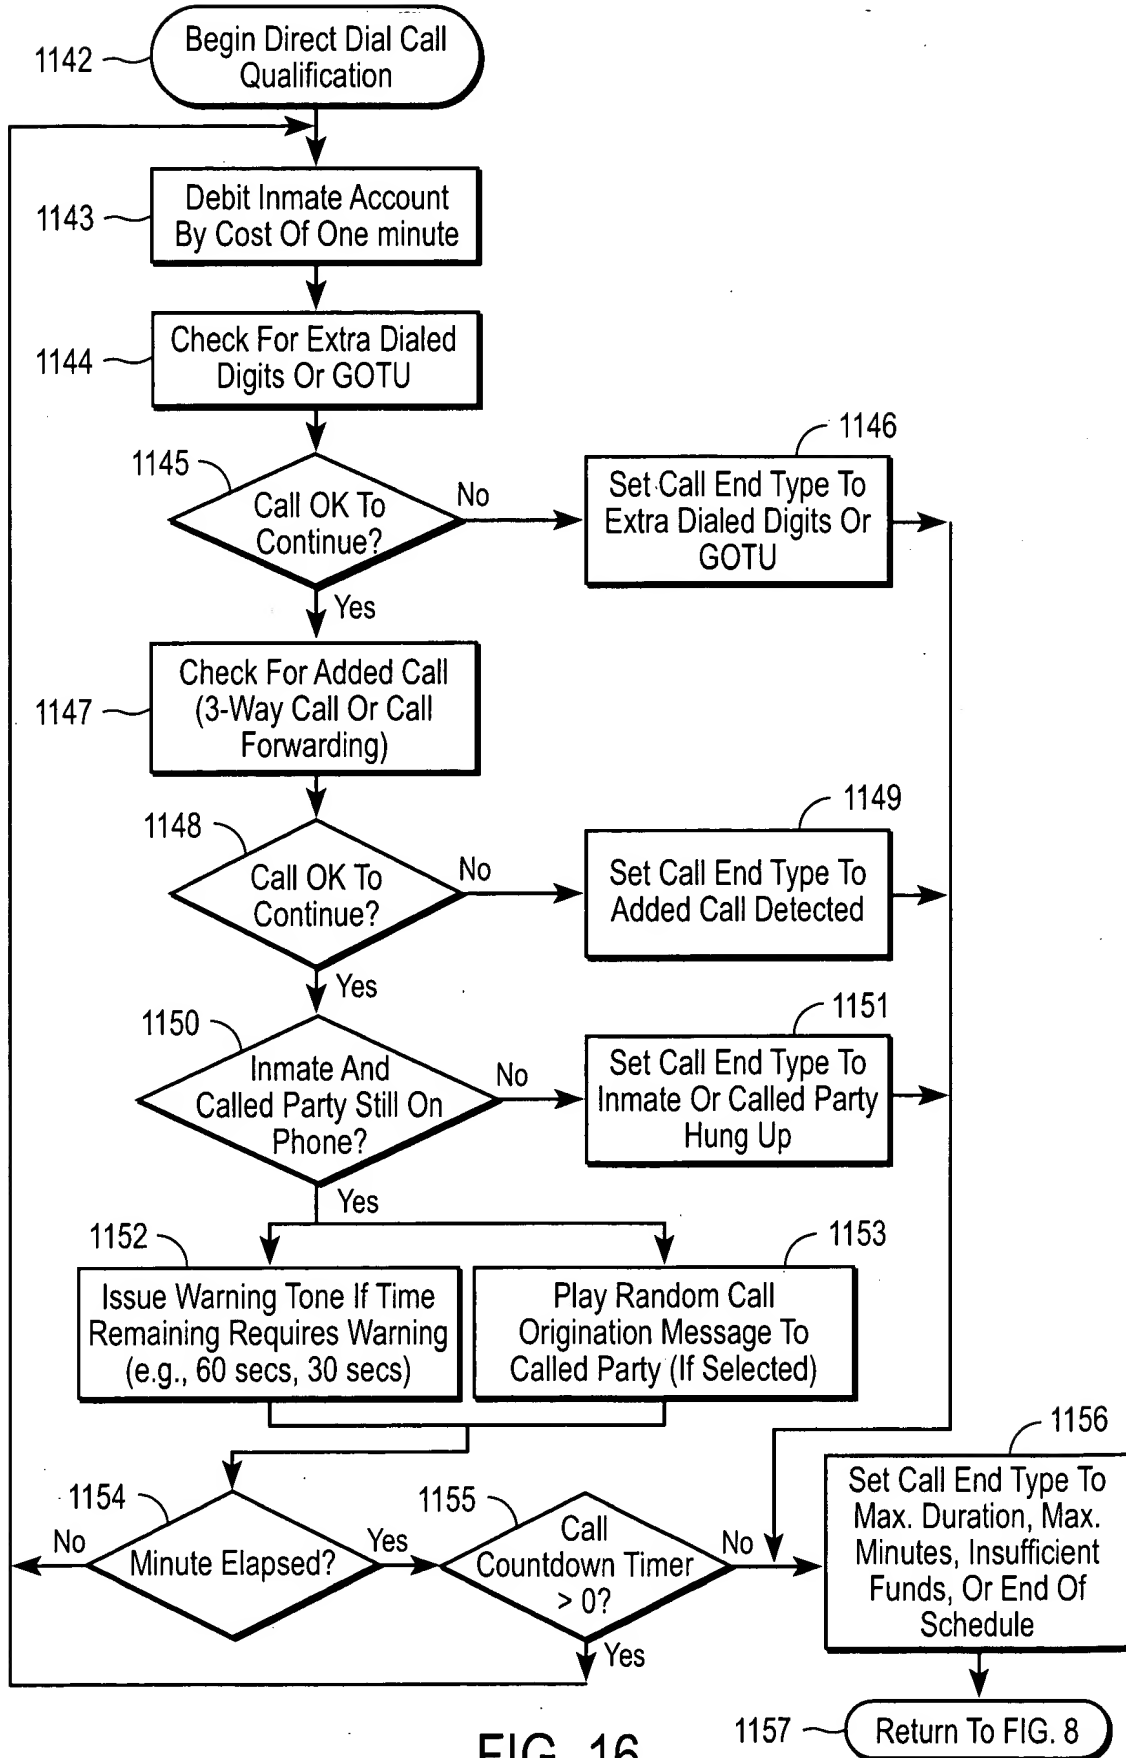 1142
Begin Direct Dial Call
Qualification
1143
Debit Inmate Account
By Cost Of One minute
1144
Check For Extra Dialed
Digits Or GOTU
1145
Call OK To
Continue?
No
Yes
1146
Set Call End Type To
Extra Dialed Digits Or
GOTU
1147
Check For Added Call
(3-Way Call Or Call
Forwarding)
1148
Call OK To
Continue?
No
Yes
1149
Set Call End Type To
Added Call Detected
1150
Inmate And
Called Party Still On
Phone?
No
Yes
1151
Set Call End Type To
Inmate Or Called Party
Hung Up
1152
Issue Warning Tone If Time
Remaining Requires Warning
(e.g., 60 secs, 30 secs)
1153
Play Random Call
Origination Message To
Called Party (If Selected)
1154
Minute Elapsed?
No
Yes
1155
Call
Countdown Timer
> 0?
No
Yes
1156
Set Call End Type To
Max. Duration, Max.
Minutes, Insufficient
Funds, Or End Of
Schedule
1157
Return To FIG. 8
FIG. 16